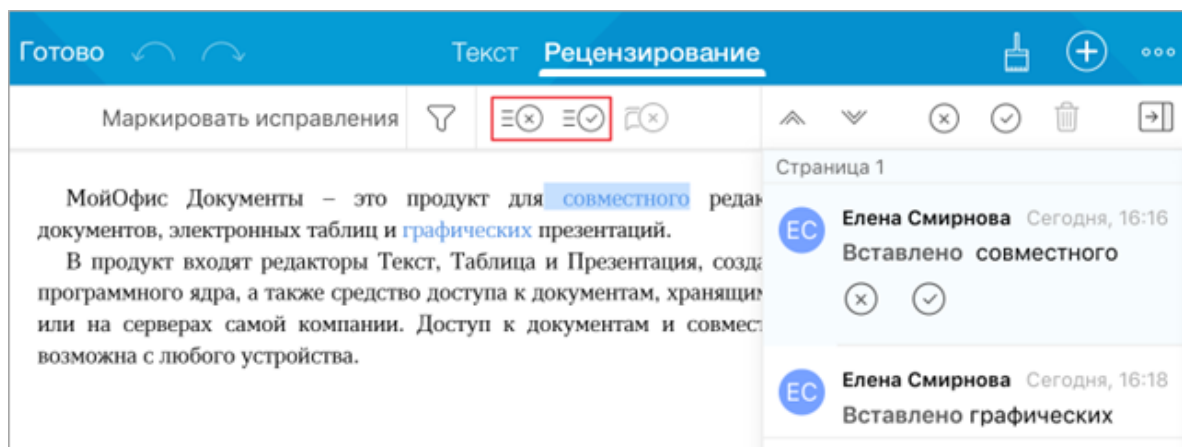 Готово Текст Рецензирование
Маркировать исправления
МойОфис Документы – это продукт для совместного редак
документов, электронных таблиц и графических презентаций.
В продукт входят редакторы Текст, Таблица и Презентация, созда
программного ядра, а также средство доступа к документам, хранящим
или на серверах самой компании. Доступ к документам и совмест
возможна с любого устройства.
Страница 1
ЕС Елена Смирнова Сегодня, 16:16
Вставлено совместного
ЕС Елена Смирнова Сегодня, 16:18
Вставлено графических